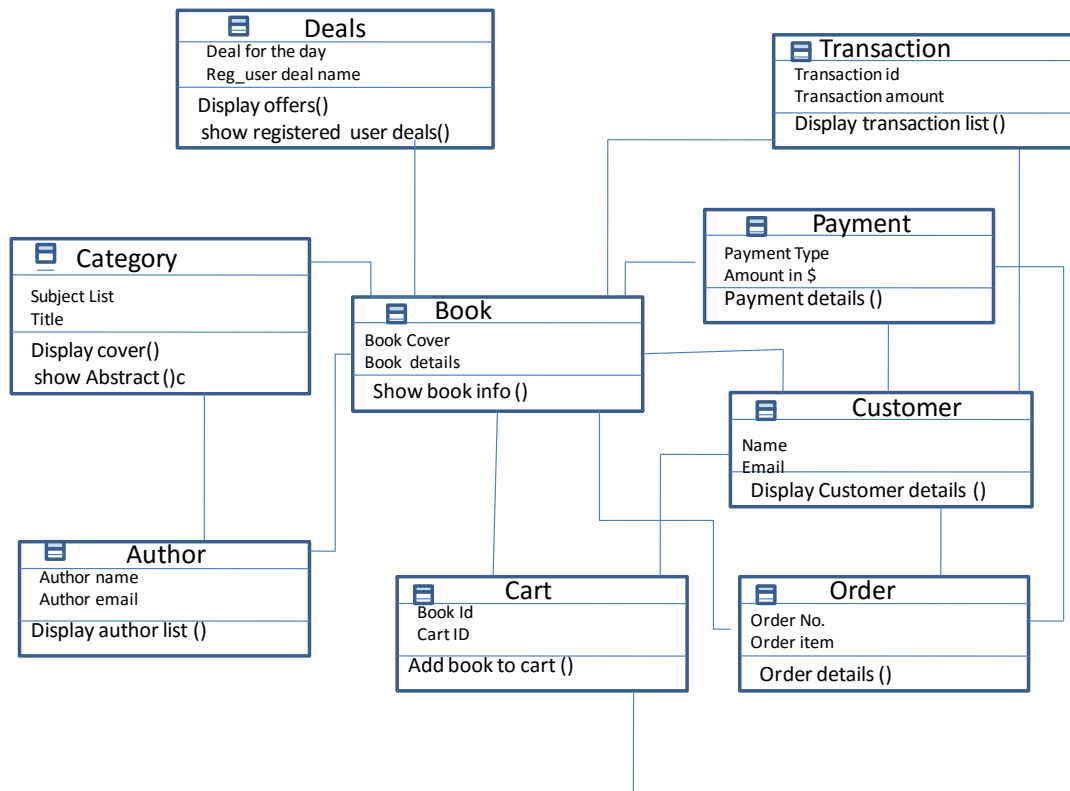 Deals
Deal for the day
Reg_user deal name
Display offers()
show registered user deals()
Transaction
Transaction id
Transaction amount
Display transaction list ()
Payment
Payment Type
Amount in $
Payment details ()
Category
Subject List
Title
Display cover()
show Abstract ()c
Book
Book Cover
Book details
Show book info ()
Customer
Name
Email
Display Customer details ()
Author
Author name
Author email
Display author list ()
Cart
Book Id
Cart ID
Add book to cart ()
Order
Order No.
Order item
Order details ()